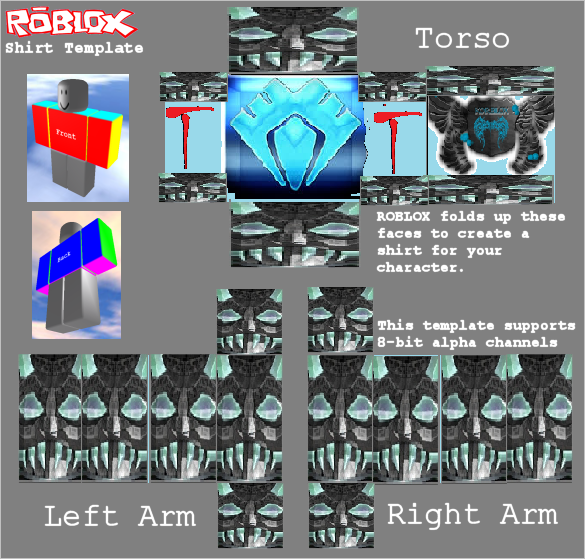 ROBLOX
Shirt Template
Torso
Front
Back
ROBLOX folds up these
faces to create a
shirt for your
character.
This template supports
8-bit alpha channels
Left Arm
Right Arm